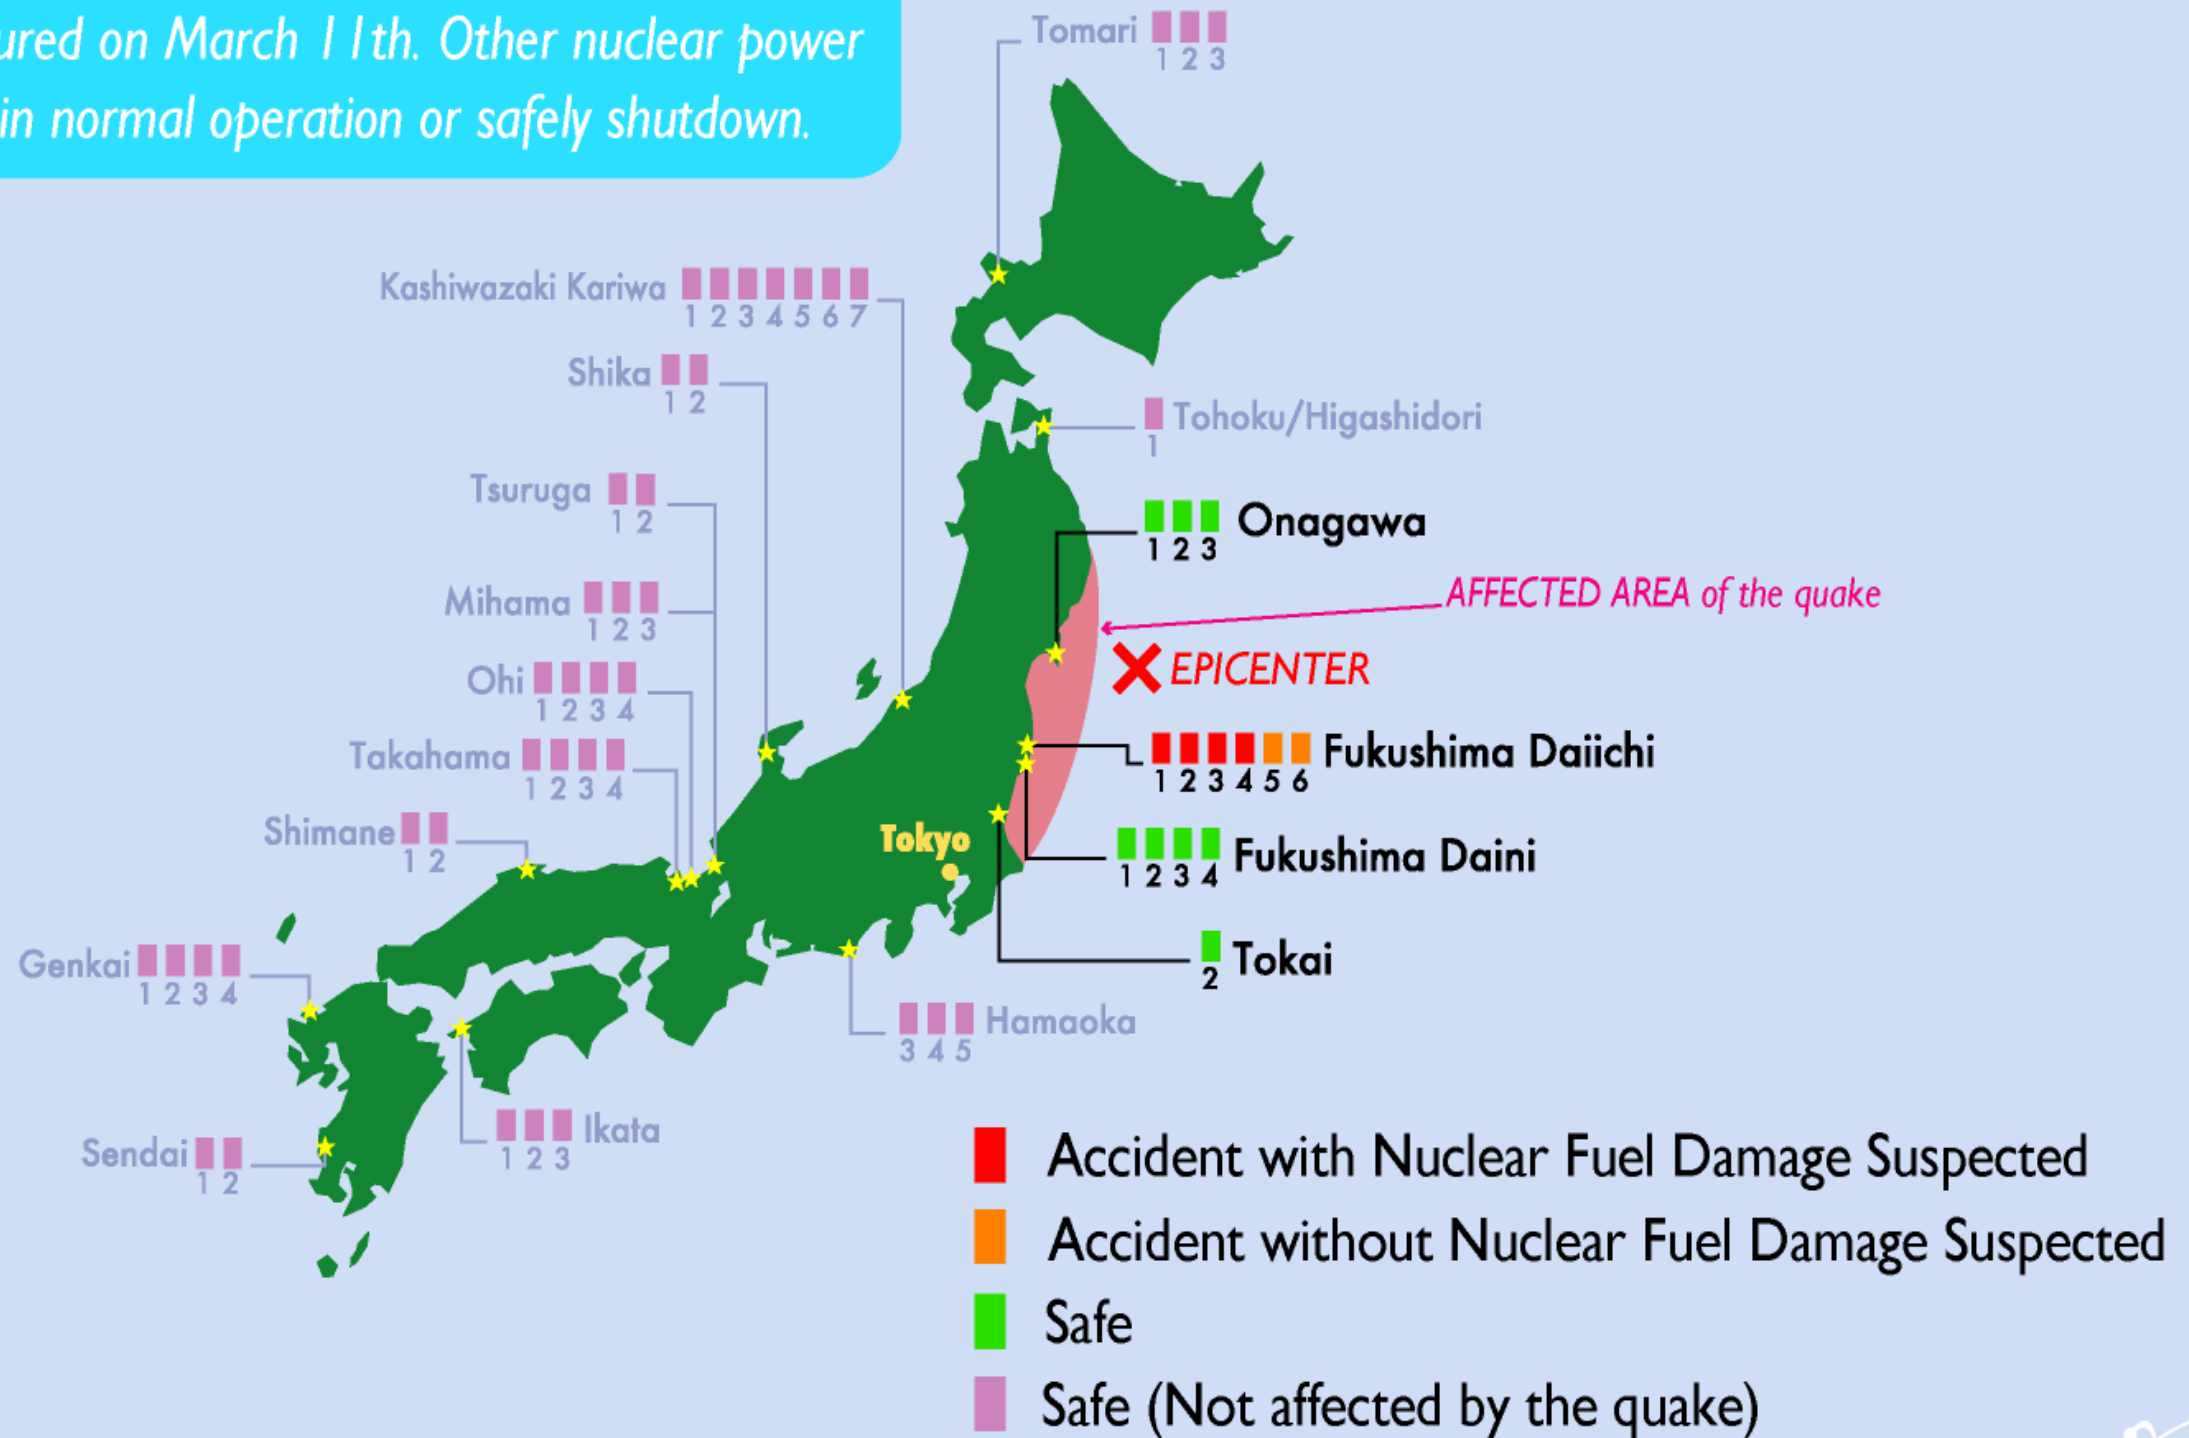 ured on March 11th. Other nuclear power
in normal operation or safely shutdown.
Tomari
1 2 3
Kashiwazaki Kariwa
1 2 3 4 5 6 7
Shika
1 2
Tohoku/Higashidori
1
Tsuruga
1 2
Onagawa
1 2 3
Mihama
1 2 3
AFFECTED AREA of the quake
EPICENTER
Ohi
1 2 3 4
Takahama
1 2 3 4
Fukushima Daiichi
1 2 3 4 5 6
Shimane
1 2
Tokyo
Fukushima Daini
1 2 3 4
Genkai
1 2 3 4
Tokai
2
Hamaoka
3 4 5
Ikata
1 2 3
Sendai
1 2
Accident with Nuclear Fuel Damage Suspected
Accident without Nuclear Fuel Damage Suspected
Safe
Safe (Not affected by the quake)